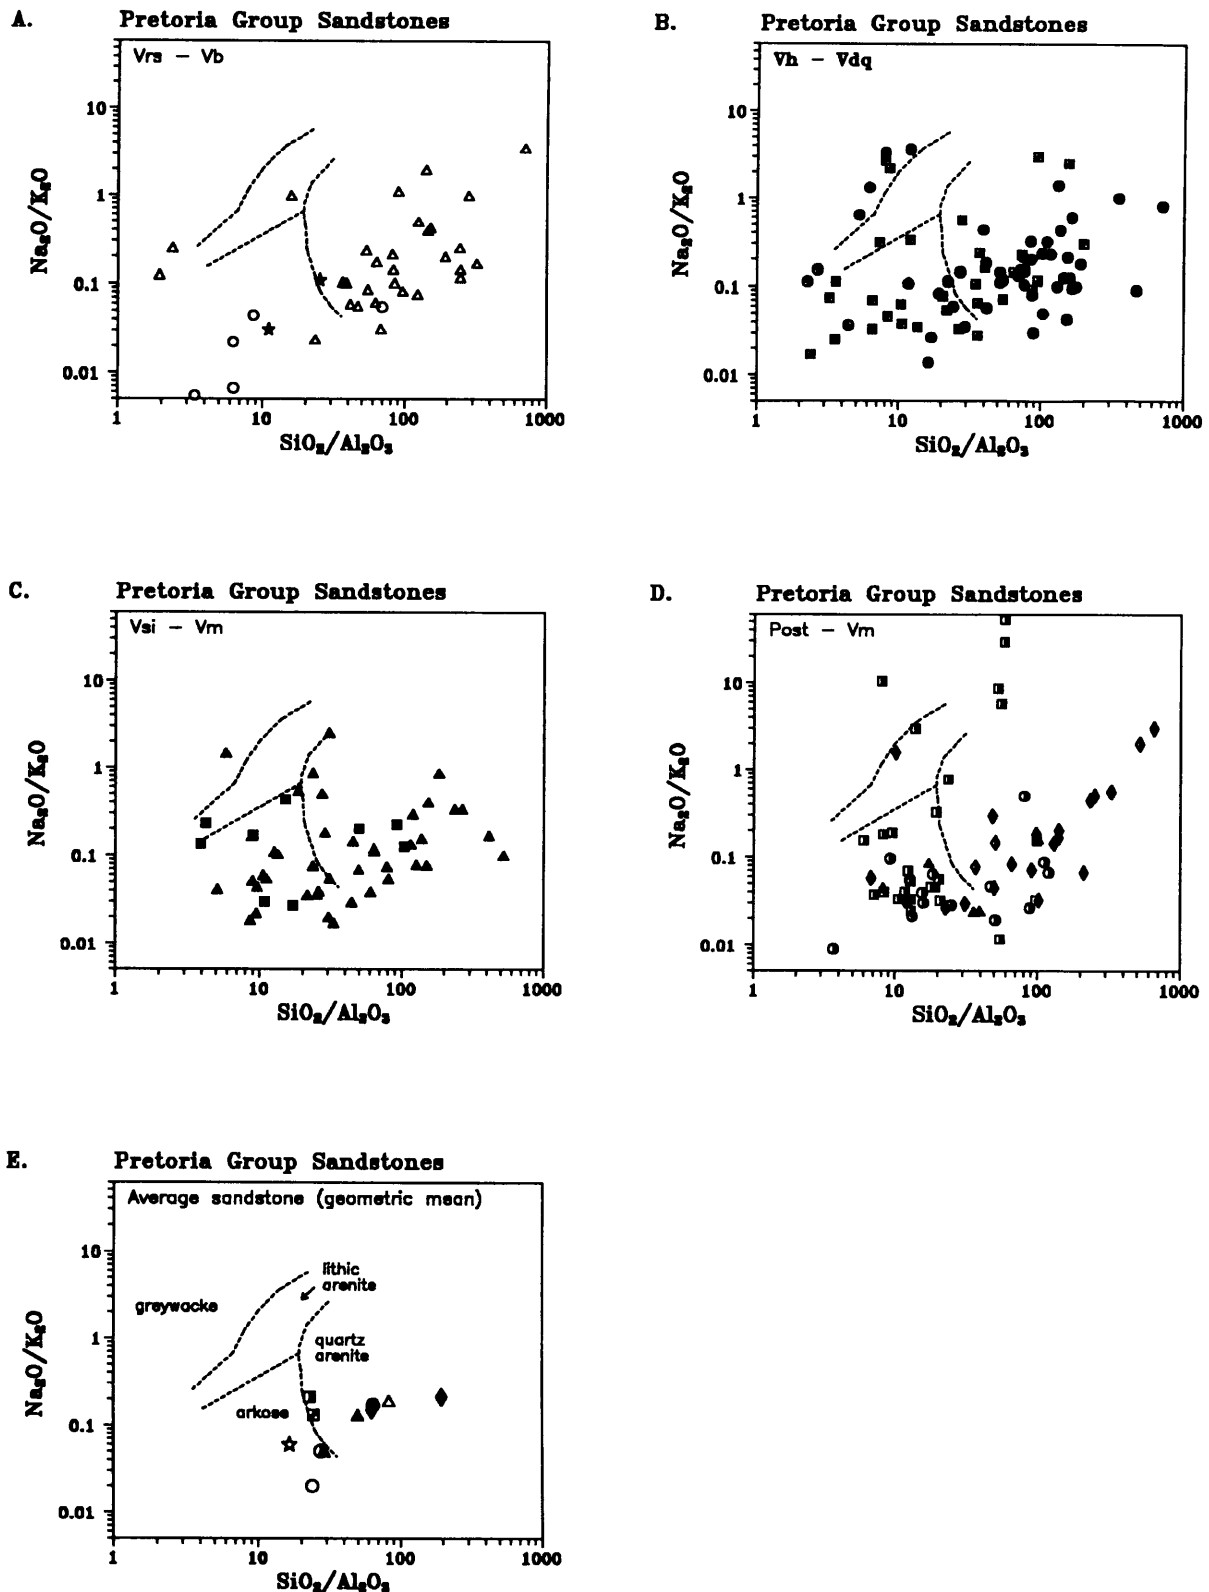 A.
Pretoria Group Sandstones
Vrs – Vb
10
1
0.1
0.01
Na₂O/K₂O
1
10
100
1000
SiO₂/Al₂O₃
B.
Pretoria Group Sandstones
Vh – Vdq
10
1
0.1
0.01
Na₂O/K₂O
1
10
100
1000
SiO₂/Al₂O₃
C.
Pretoria Group Sandstones
Vsi – Vm
10
1
0.1
0.01
Na₂O/K₂O
1
10
100
1000
SiO₂/Al₂O₃
D.
Pretoria Group Sandstones
Post – Vm
10
1
0.1
0.01
Na₂O/K₂O
1
10
100
1000
SiO₂/Al₂O₃
E.
Pretoria Group Sandstones
Average sandstone (geometric mean)
10
1
0.1
0.01
Na₂O/K₂O
lithic
arenite
greywacke
quartz
arenite
arkose
1
10
100
1000
SiO₂/Al₂O₃